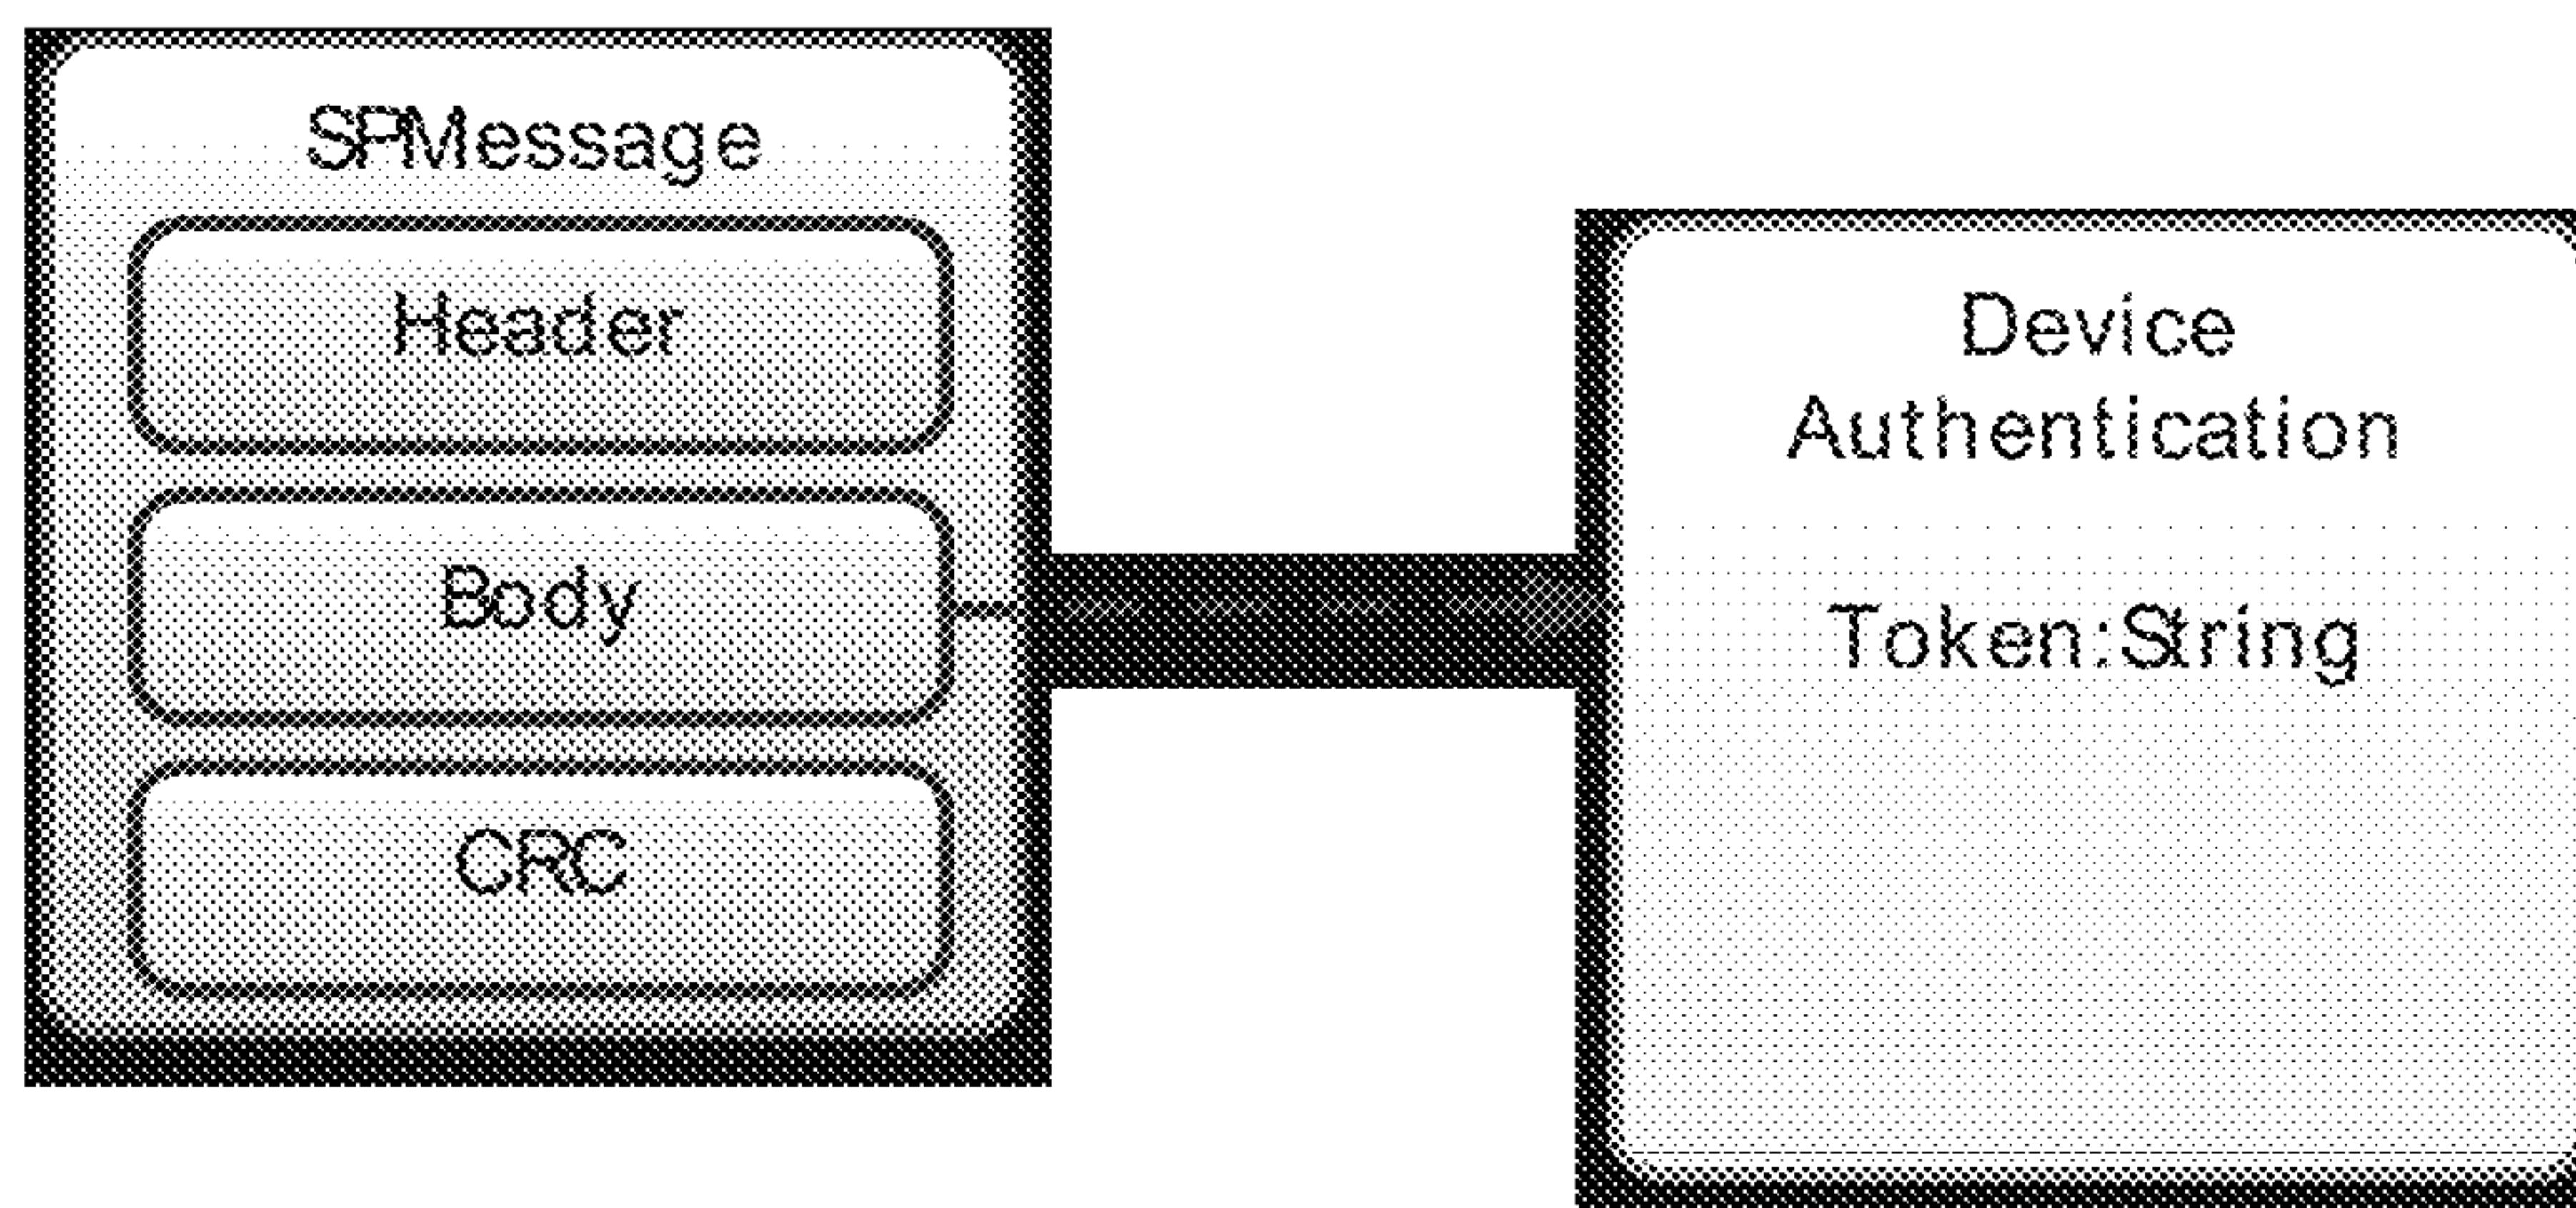 SPMessage
Header
Body
CRC
Device
Authentication
Token:String